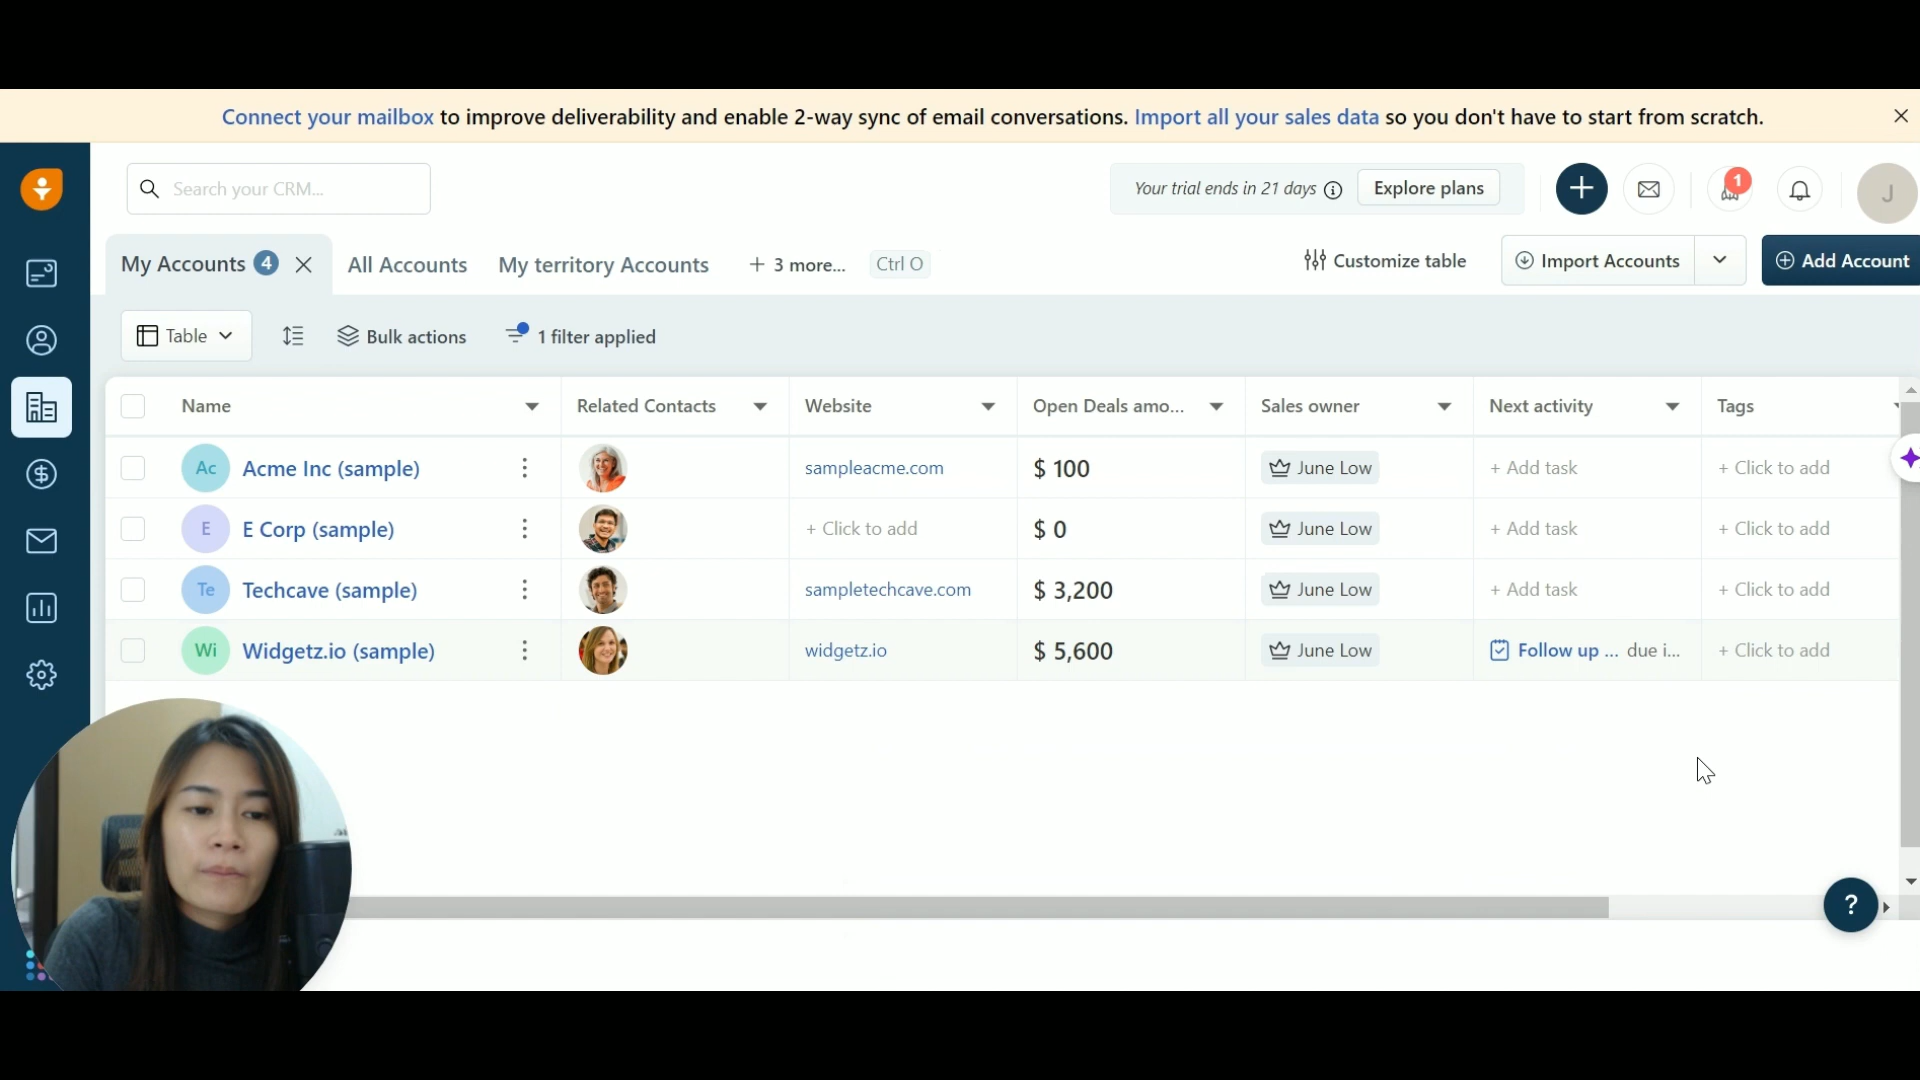 Connect your mailbox to improve deliverability and enable 2-way sync of email conversations. Import all your sales data so you don't have to start from scratch.
Search your CRM...
Your trial ends in 21 days Explore plans 1 J
My Accounts 4 All Accounts My territory Accounts + 3 more... Ctrl O Customize table Import Accounts Add Account
Table Bulk actions 1 filter applied
Name Related Contacts Website Open Deals amo... Sales owner Next activity Tags
Ac Acme Inc (sample) sampleacme.com $ 100 June Low + Add task + Click to add
E E Corp (sample) + Click to add $ 0 June Low + Add task + Click to add
Te Techcave (sample) sampletechcave.com $ 3,200 June Low + Add task + Click to add
Wi Widgetz.io (sample) widgetz.io $ 5,600 June Low Follow up ... due i... + Click to add
?